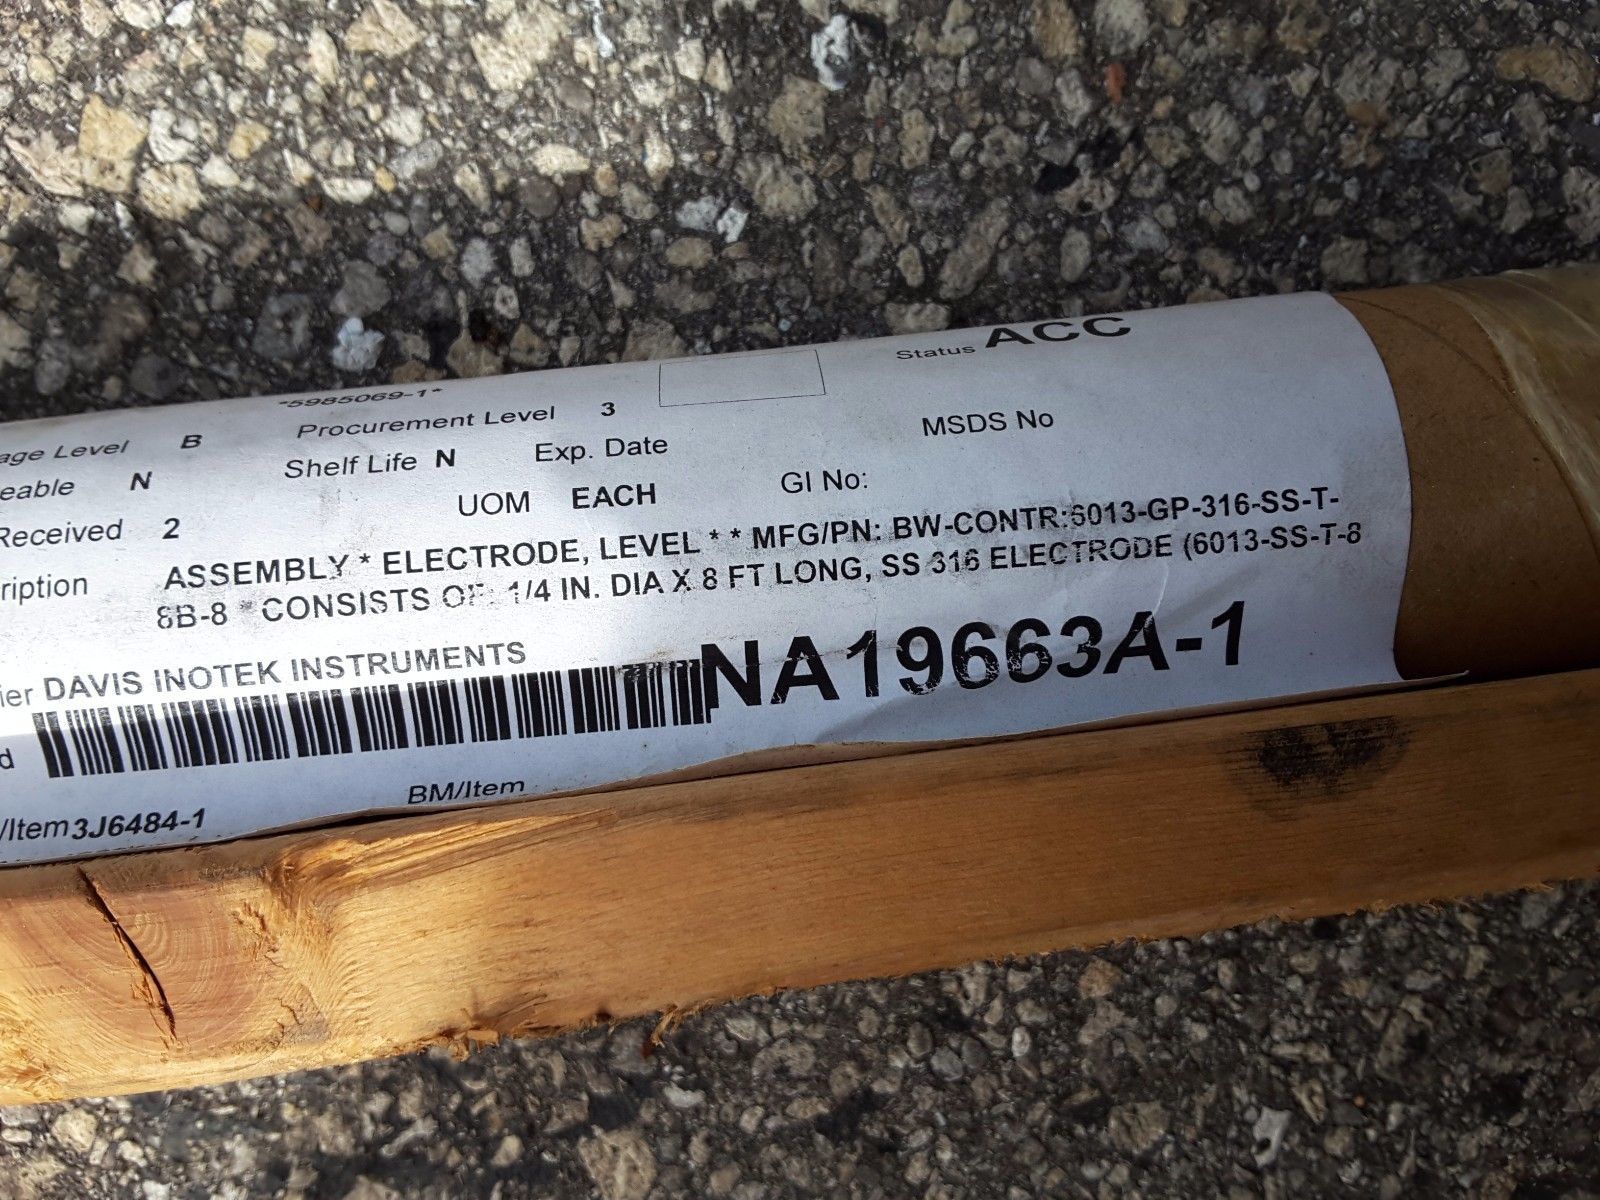 *5985069-1*
Status ACC
age Level B Procurement Level 3
eable N Shelf Life N Exp. Date MSDS No
Received 2 UOM EACH GI No:
ription ASSEMBLY * ELECTRODE, LEVEL * * MFG/PN: BW-CONTR:6013-GP-316-SS-T-
8B-8 * CONSISTS OF: 1/4 IN. DIA X 8 FT LONG, SS 316 ELECTRODE (6013-SS-T-8
ier DAVIS INOTEK INSTRUMENTS
d NA19663A-1
BM/Item
/Item 3J6484-1